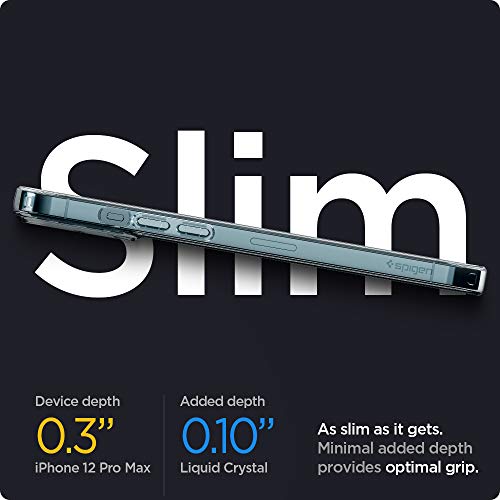 Slim
spigen
Device depth
0.3”
iPhone 12 Pro Max
Added depth
0.10”
Liquid Crystal
As slim as it gets.
Minimal added depth
provides optimal grip.